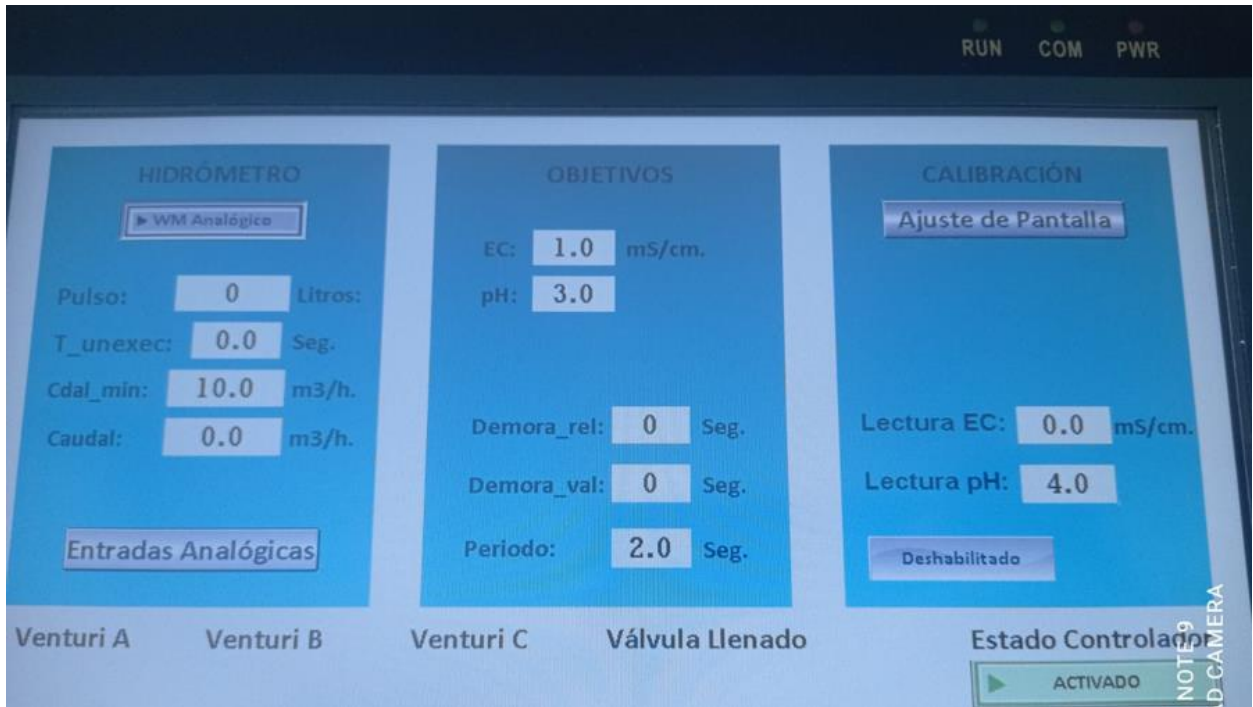 RUN COM PWR
HIDRÓMETRO
WM Analógico
Pulso: 0 Litros:
T_unexec: 0.0 Seg.
Cdal_min: 10.0 m3/h.
Caudal: 0.0 m3/h.
Entradas Analógicas
OBJETIVOS
EC: 1.0 mS/cm.
pH: 3.0
Demora_rel: 0 Seg.
Demora_val: 0 Seg.
Periodo: 2.0 Seg.
CALIBRACIÓN
Ajuste de Pantalla
Lectura EC: 0.0 mS/cm.
Lectura pH: 4.0
Deshabilitado
Venturi A Venturi B Venturi C Válvula Llenado Estado Controlador
ACTIVADO
NOTE 9
AD CAMERA